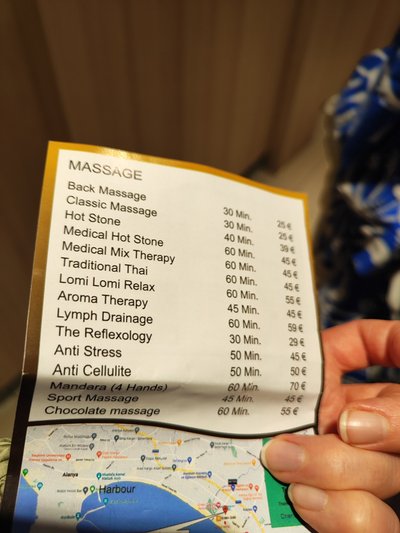 MASSAGE
Back Massage 30 Min. 25 €
Classic Massage 30 Min. 25 €
Hot Stone 40 Min. 39 €
Medical Hot Stone 60 Min. 45 €
Medical Mix Therapy 60 Min. 45 €
Traditional Thai 60 Min. 45 €
Lomi Lomi Relax 60 Min. 55 €
Aroma Therapy 45 Min. 45 €
Lymph Drainage 60 Min. 59 €
The Reflexology 30 Min. 29 €
Anti Stress 50 Min. 45 €
Anti Cellulite 50 Min. 50 €
Mandara (4 Hands) 60 Min. 70 €
Sport Massage 45 Min. 45 €
Chocolate massage 60 Min. 55 €
Alanya
Harbour